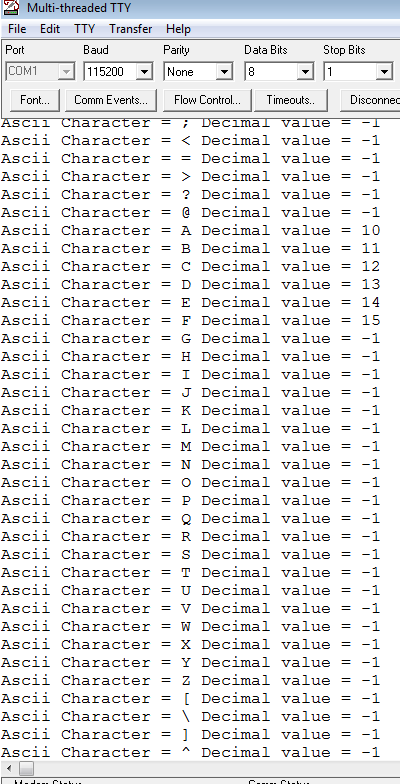 Multi-threaded TTY
File Edit TTY Transfer Help
Port Baud Parity Data Bits Stop Bits
COM1 115200 None 8 1
Font... Comm Events... Flow Control... Timeouts.. Disconnec
Ascii Character = ; Decimal value = -1
Ascii Character = < Decimal value = -1
Ascii Character = = Decimal value = -1
Ascii Character = > Decimal value = -1
Ascii Character = ? Decimal value = -1
Ascii Character = @ Decimal value = -1
Ascii Character = A Decimal value = 10
Ascii Character = B Decimal value = 11
Ascii Character = C Decimal value = 12
Ascii Character = D Decimal value = 13
Ascii Character = E Decimal value = 14
Ascii Character = F Decimal value = 15
Ascii Character = G Decimal value = -1
Ascii Character = H Decimal value = -1
Ascii Character = I Decimal value = -1
Ascii Character = J Decimal value = -1
Ascii Character = K Decimal value = -1
Ascii Character = L Decimal value = -1
Ascii Character = M Decimal value = -1
Ascii Character = N Decimal value = -1
Ascii Character = O Decimal value = -1
Ascii Character = P Decimal value = -1
Ascii Character = Q Decimal value = -1
Ascii Character = R Decimal value = -1
Ascii Character = S Decimal value = -1
Ascii Character = T Decimal value = -1
Ascii Character = U Decimal value = -1
Ascii Character = V Decimal value = -1
Ascii Character = W Decimal value = -1
Ascii Character = X Decimal value = -1
Ascii Character = Y Decimal value = -1
Ascii Character = Z Decimal value = -1
Ascii Character = [ Decimal value = -1
Ascii Character = \ Decimal value = -1
Ascii Character = ] Decimal value = -1
Ascii Character = ^ Decimal value = -1